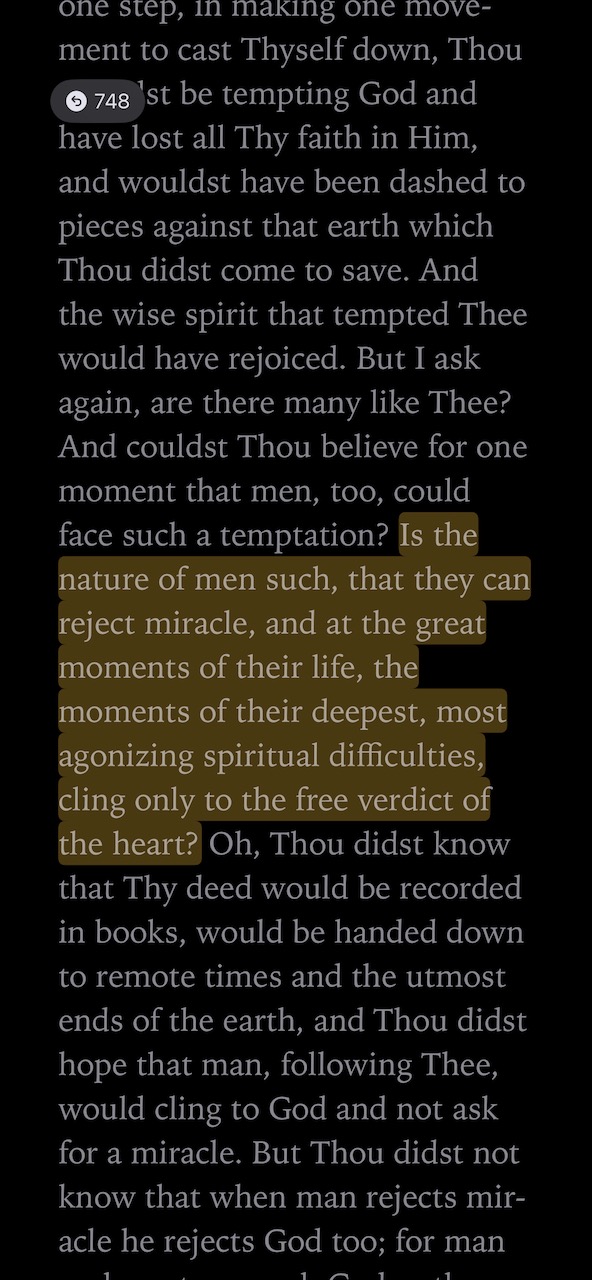 one step, in making one move-
ment to cast Thyself down, Thou
748
st be tempting God and
have lost all Thy faith in Him,
and wouldst have been dashed to
pieces against that earth which
Thou didst come to save. And
the wise spirit that tempted Thee
would have rejoiced. But I ask
again, are there many like Thee?
And couldst Thou believe for one
moment that men, too, could
face such a temptation? Is the
nature of men such, that they can
reject miracle, and at the great
moments of their life, the
moments of their deepest, most
agonizing spiritual difficulties,
cling only to the free verdict of
the heart? Oh, Thou didst know
that Thy deed would be recorded
in books, would be handed down
to remote times and the utmost
ends of the earth, and Thou didst
hope that man, following Thee,
would cling to God and not ask
for a miracle. But Thou didst not
know that when man rejects mir-
acle he rejects God too; for man